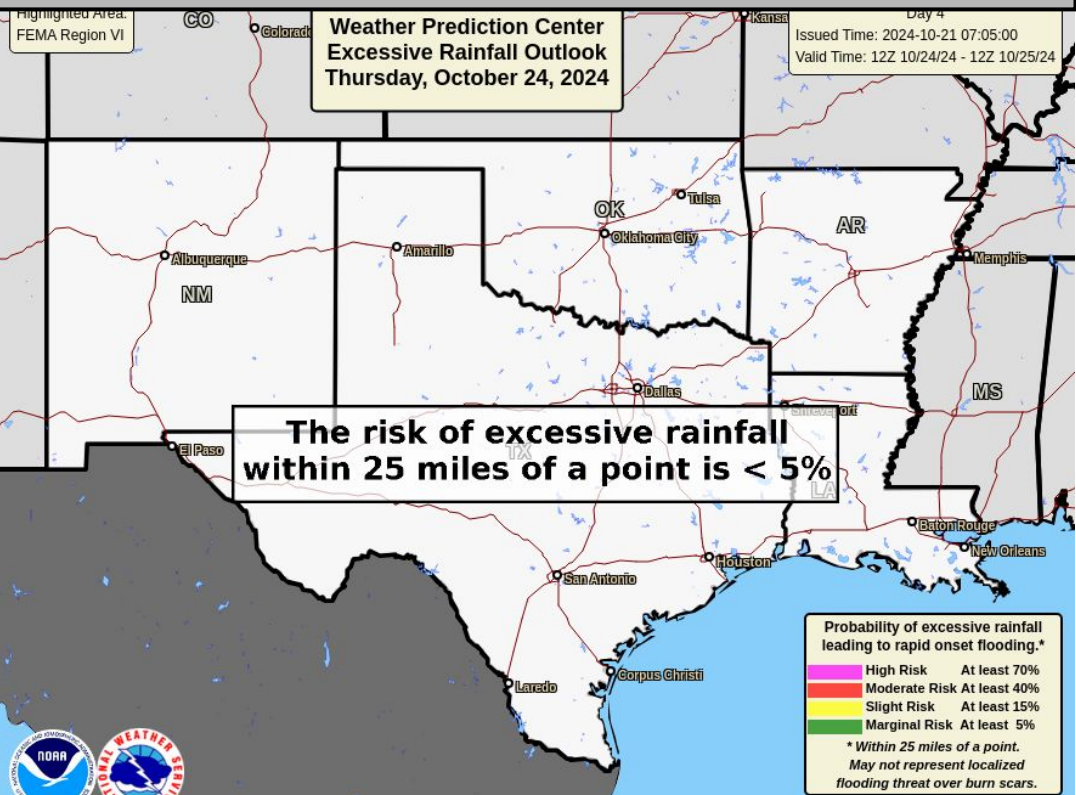 Highlighted Area:
FEMA Region VI
Weather Prediction Center
Excessive Rainfall Outlook
Thursday, October 24, 2024
Day 4
Issued Time: 2024-10-21 07:05:00
Valid Time: 12Z 10/24/24 - 12Z 10/25/24
CO
Colorado
Kansa
OK
Tulsa
Oklahoma City
AR
Amarillo
Albuquerque
Memphis
NM
Dallas
MS
Shreveport
The risk of excessive rainfall
within 25 miles of a point is < 5%
TX
LA
El Paso
Baton Rouge
New Orleans
Houston
San Antonio
Corpus Christi
Laredo
Probability of excessive rainfall
leading to rapid onset flooding.*
High Risk At least 70%
Moderate Risk At least 40%
Slight Risk At least 15%
Marginal Risk At least 5%
* Within 25 miles of a point.
May not represent localized
flooding threat over burn scars.
NOAA
WEATHER